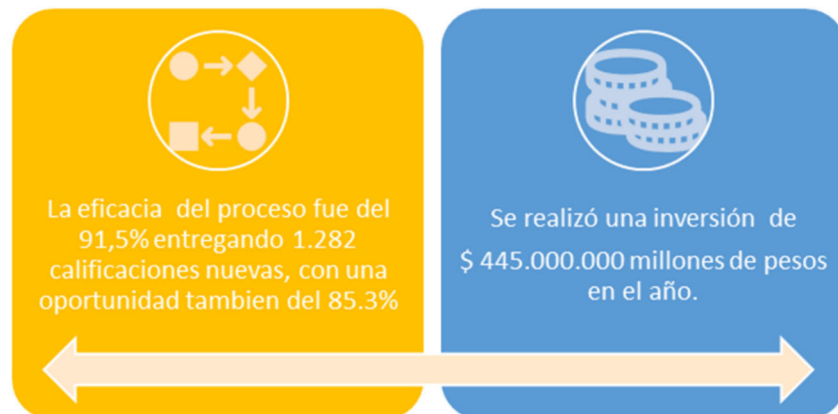 La eficacia  del proceso fue del
91,5% entregando 1.282
calificaciones nuevas, con una
oportunidad tambien del 85.3%
Se realizó una inversión  de
$ 445.000.000 millones de pesos
en el año.